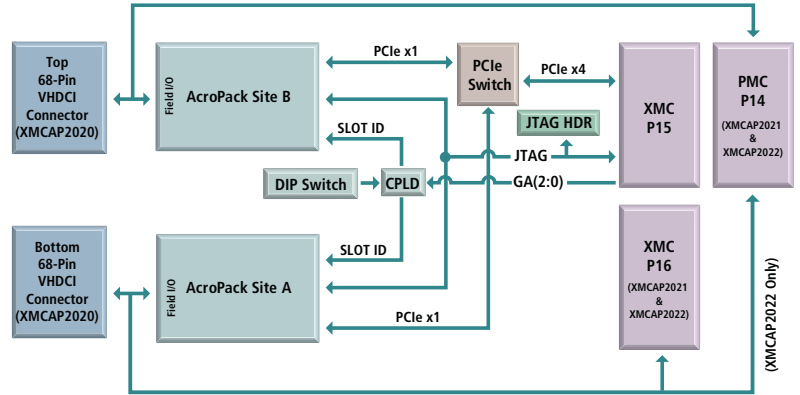 Top
68-Pin
VHDCI
Connector
(XMCAP2020)
Field I/O
AcroPack Site B
PCIe x1
PCIe
Switch
PCIe x4
XMC
P15
PMC
P14
(XMCAP2021
&
XMCAP2022)
JTAG HDR
SLOT ID
JTAG
DIP Switch
CPLD
GA(2:0)
Bottom
68-Pin
VHDCI
Connector
(XMCAP2020)
Field I/O
AcroPack Site A
SLOT ID
PCIe x1
XMC
P16
(XMCAP2021
&
XMCAP2022)
(XMCAP2022 Only)